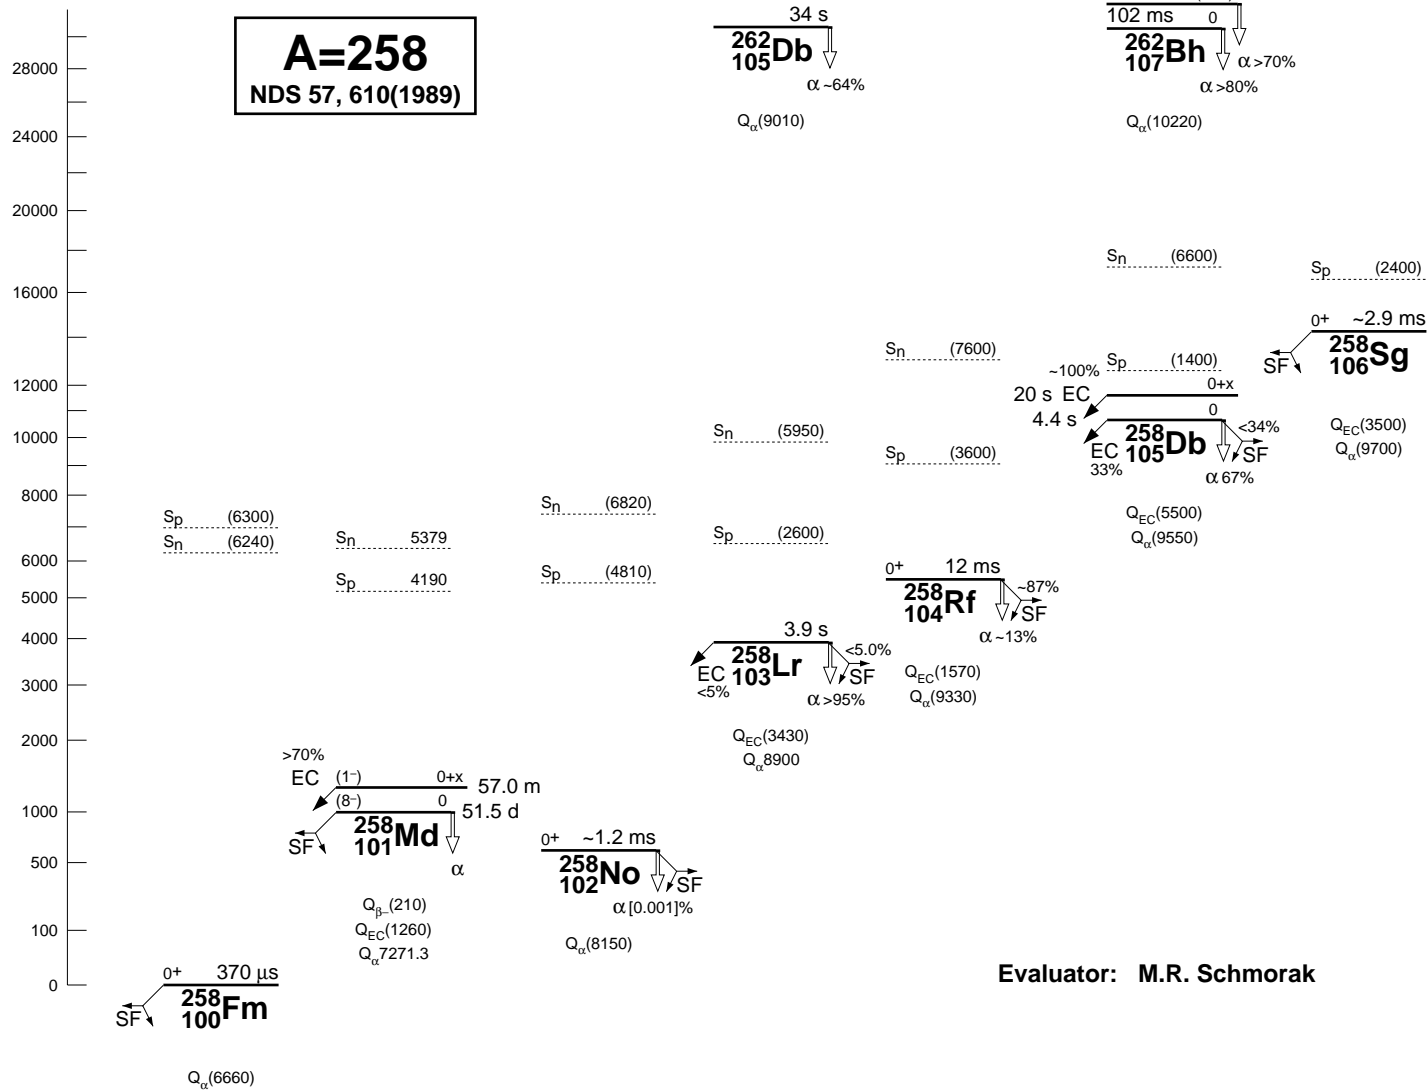 A=258
NDS 57, 610(1989)
28000
24000
20000
16000
12000
10000
8000
6000
5000
4000
3000
2000
1000
500
100
0
34 s
262
105Db
α ~64%
Qα(9010)
102 ms 0
262
107Bh
α >70%
α >80%
Qα(10220)
Sp (6300)
Sn (6240)
0+ 370 μs
258
100Fm
SF
Qα(6660)
Sn 5379
Sp 4190
>70%
EC (1−) 0+x 57.0 m
(8−) 0 51.5 d
258
101Md
SF
α
Qβ−(210)
QEC(1260)
Qα7271.3
Sn (6820)
Sp (4810)
0+ ~1.2 ms
258
102No
SF
α [0.001]%
Qα(8150)
Sn (5950)
Sp (2600)
3.9 s
258
103Lr
EC
<5%
<5.0%
SF
α >95%
QEC(3430)
Qα8900
Sn (7600)
Sp (3600)
0+ 12 ms
258
104Rf
~87%
SF
α ~13%
QEC(1570)
Qα(9330)
Sn (6600)
Sp (1400)
~100%
20 s EC 0+x
4.4 s 0
258
105Db
EC
33%
<34%
SF
α 67%
QEC(5500)
Qα(9550)
Sp (2400)
0+ ~2.9 ms
258
106Sg
SF
QEC(3500)
Qα(9700)
Evaluator: M.R. Schmorak